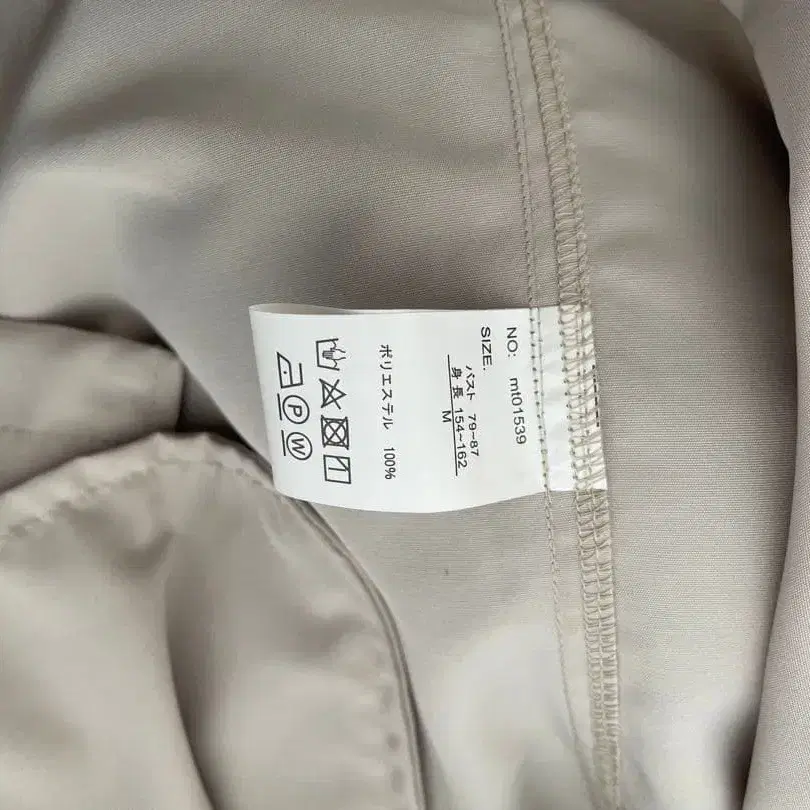 NO: mt01539
SIZE.
バスト 79~87
身長 154~162
M
ポリエステル 100%
P W